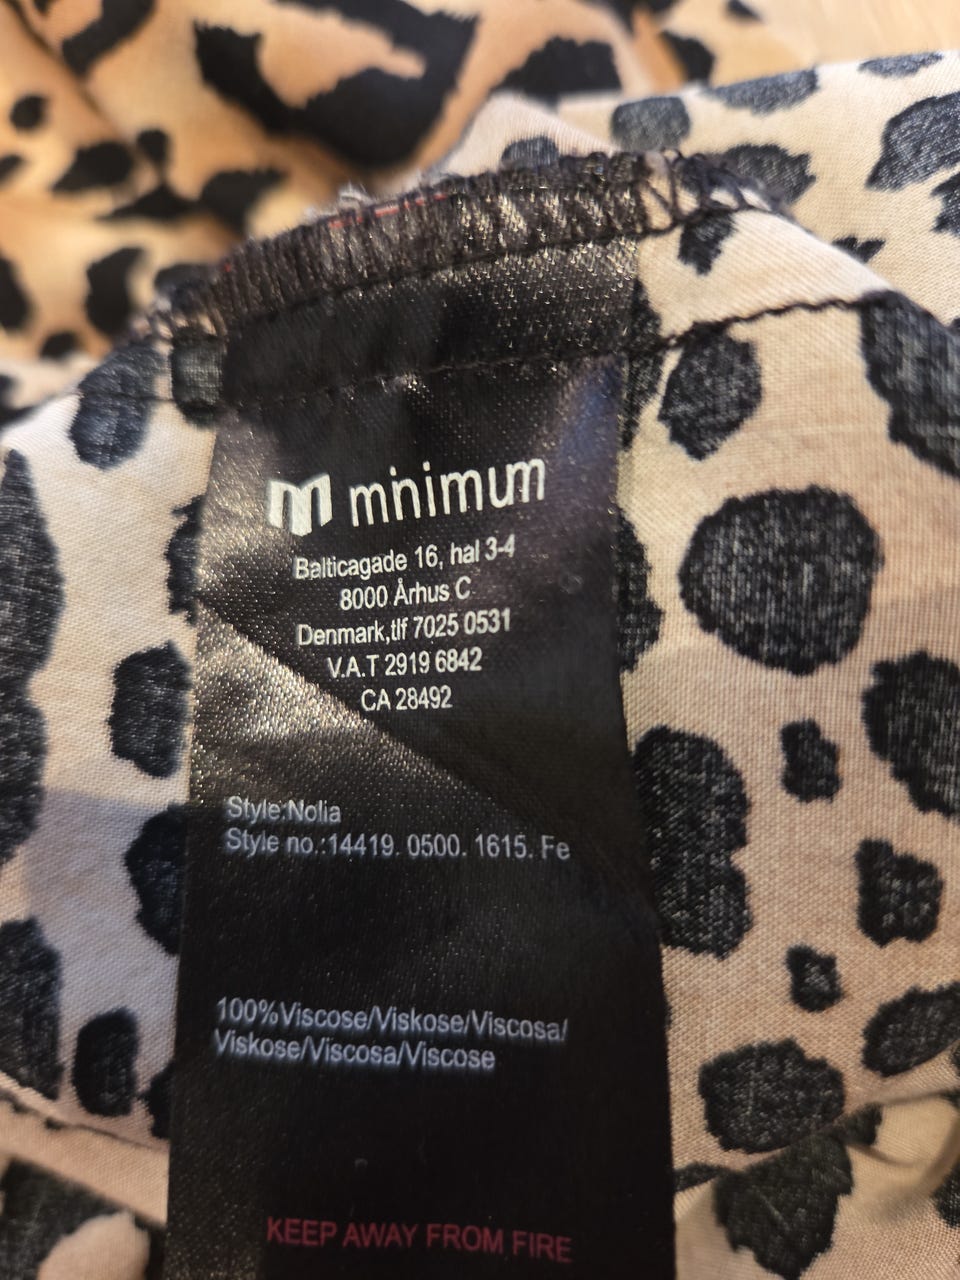 minimum
Balticagade 16, hal 3-4
8000 Århus C
Denmark,tlf 7025 0531
V.A.T 2919 6842
CA 28492
Style:Nolia
Style no.:14419. 0500. 1615. Fe
100%Viscose/Viskose/Viscosa/
Viskose/Viscosa/Viscose
KEEP AWAY FROM FIRE